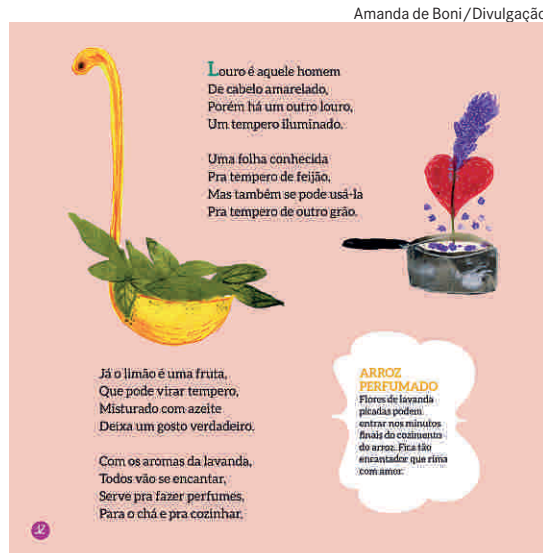 Amanda de Boni/Divulgação
Louro é aquele homem
De cabelo amarelado,
Porém há um outro louro,
Um tempero iluminado.
Uma folha conhecida
Pra tempero de feijão,
Mas também se pode usá-la
Pra tempero de outro grão.
Já o limão é uma fruta,
Que pode virar tempero,
Misturado com azeite
Deixa um gosto verdadeiro.
Com os aromas da lavanda,
Todos vão se encantar,
Serve pra fazer perfumes,
Para o chá e pra cozinhar.
ARROZ
PERFUMADO
Flores de lavanda
picadas podem
entrar nos minutos
finais do cozimento
do arroz. Fica tão
encantador que rima
com amor.